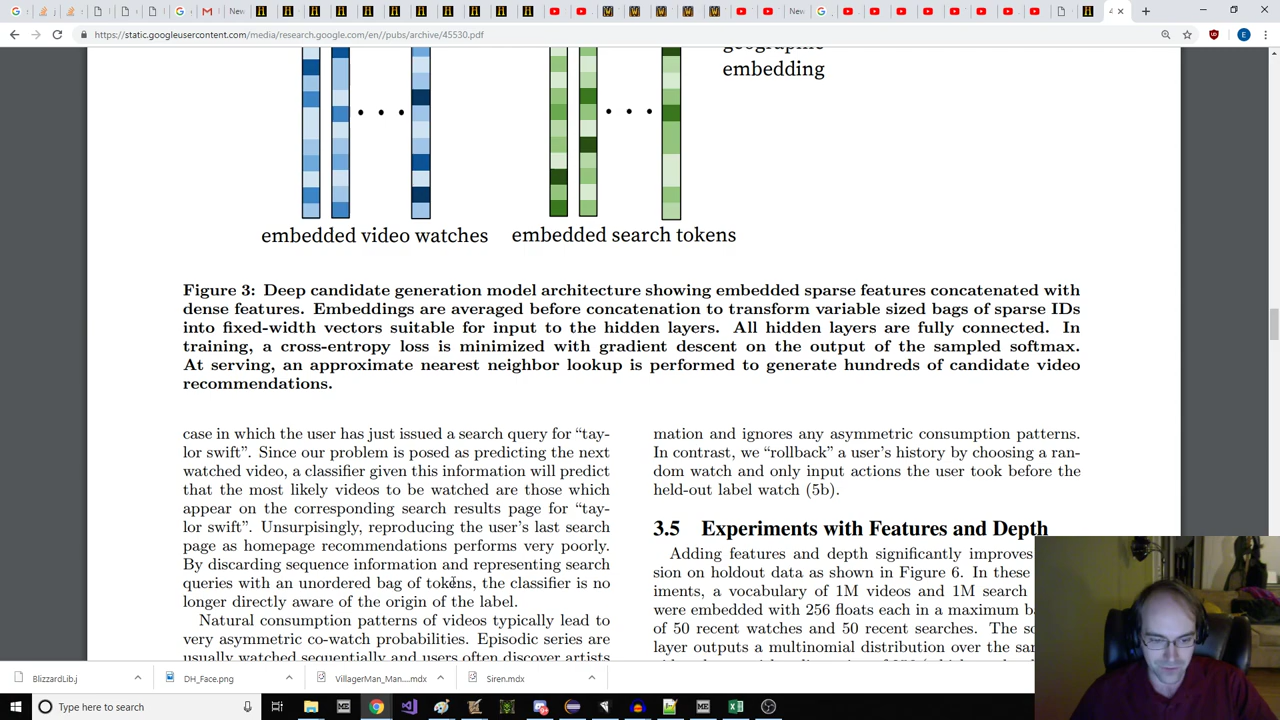 New
New
4
https://static.googleusercontent.com/media/research.google.com/en//pubs/archive/45530.pdf
E
geographic
embedding
embedded video watches
embedded search tokens
Figure 3: Deep candidate generation model architecture showing embedded sparse features concatenated with
dense features. Embeddings are averaged before concatenation to transform variable sized bags of sparse IDs
into fixed-width vectors suitable for input to the hidden layers. All hidden layers are fully connected. In
training, a cross-entropy loss is minimized with gradient descent on the output of the sampled softmax.
At serving, an approximate nearest neighbor lookup is performed to generate hundreds of candidate video
recommendations.
case in which the user has just issued a search query for “tay-
lor swift”. Since our problem is posed as predicting the next
watched video, a classifier given this information will predict
that the most likely videos to be watched are those which
appear on the corresponding search results page for “tay-
lor swift”. Unsurpisingly, reproducing the user’s last search
page as homepage recommendations performs very poorly.
By discarding sequence information and representing search
queries with an unordered bag of tokens, the classifier is no
longer directly aware of the origin of the label.
Natural consumption patterns of videos typically lead to
very asymmetric co-watch probabilities. Episodic series are
usually watched sequentially and users often discover artists
mation and ignores any asymmetric consumption patterns.
In contrast, we “rollback” a user’s history by choosing a ran-
dom watch and only input actions the user took before the
held-out label watch (5b).
3.5 Experiments with Features and Depth
Adding features and depth significantly improves
sion on holdout data as shown in Figure 6. In these
iments, a vocabulary of 1M videos and 1M search
were embedded with 256 floats each in a maximum
of 50 recent watches and 50 recent searches. The
layer outputs a multinomial distribution over the
BlizzardLib.j
DH_Face.png
VillagerMan_Man....mdx
Siren.mdx
Type here to search
ME
ME